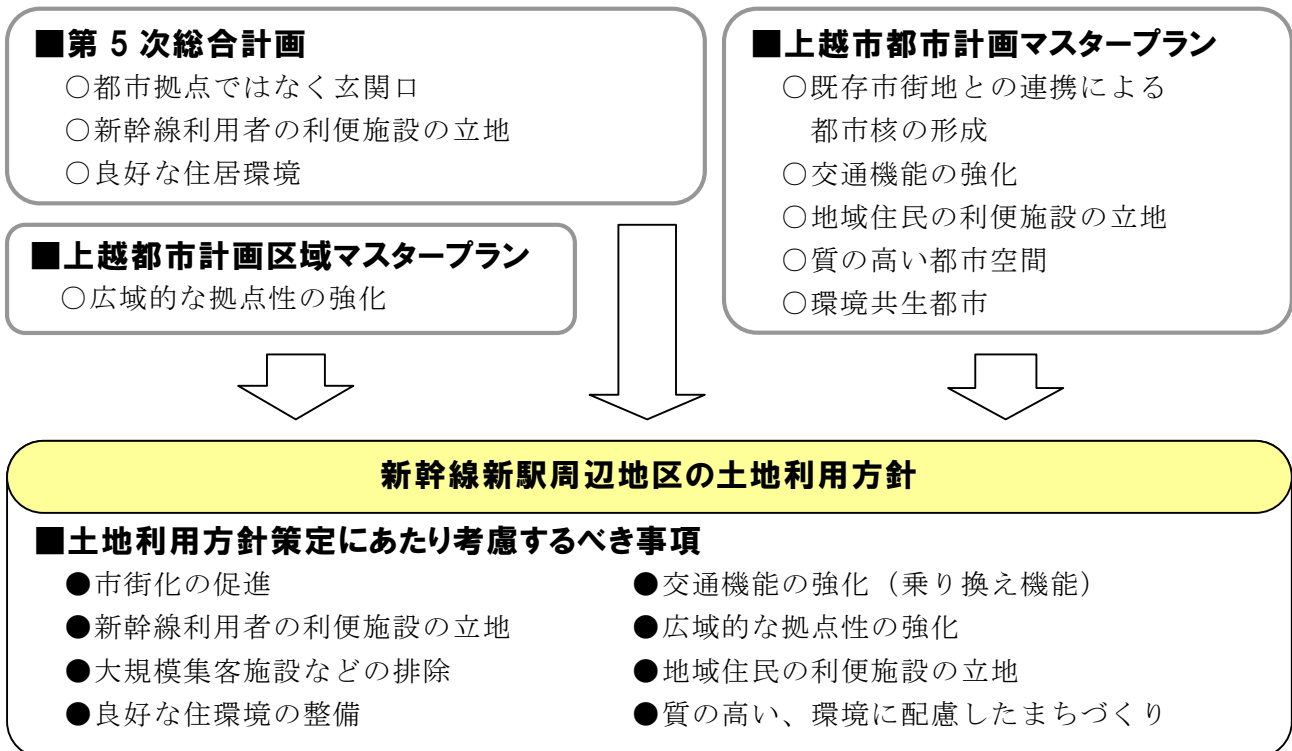 ■第5次総合計画
○都市拠点ではなく玄関口
○新幹線利用者の利便施設の立地
○良好な住居環境
■上越都市計画区域マスタープラン
○広域的な拠点性の強化
■上越市都市計画マスタープラン
○既存市街地との連携による
都市核の形成
○交通機能の強化
○地域住民の利便施設の立地
○質の高い都市空間
○環境共生都市
新幹線新駅周辺地区の土地利用方針
■土地利用方針策定にあたり考慮するべき事項
●市街化の促進
●新幹線利用者の利便施設の立地
●大規模集客施設などの排除
●良好な住環境の整備
●交通機能の強化（乗り換え機能）
●広域的な拠点性の強化
●地域住民の利便施設の立地
●質の高い、環境に配慮したまちづくり